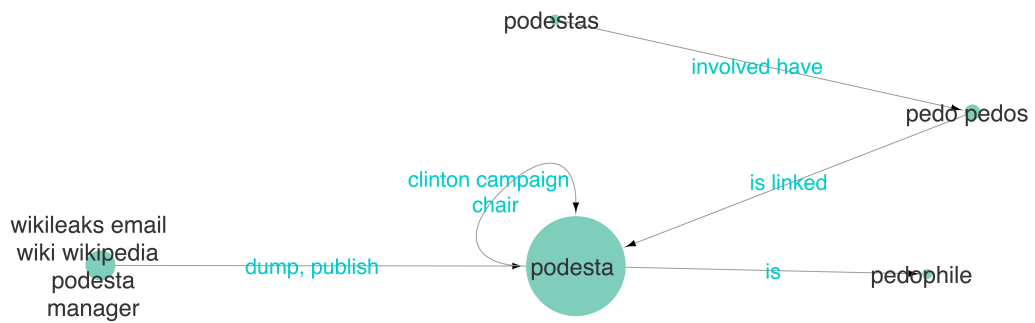 podestas
involved have
pedo pedos
is linked
clinton campaign
chair
wikileaks email
wiki wikipedia
podesta
manager
dump, publish
podesta
is
pedophile